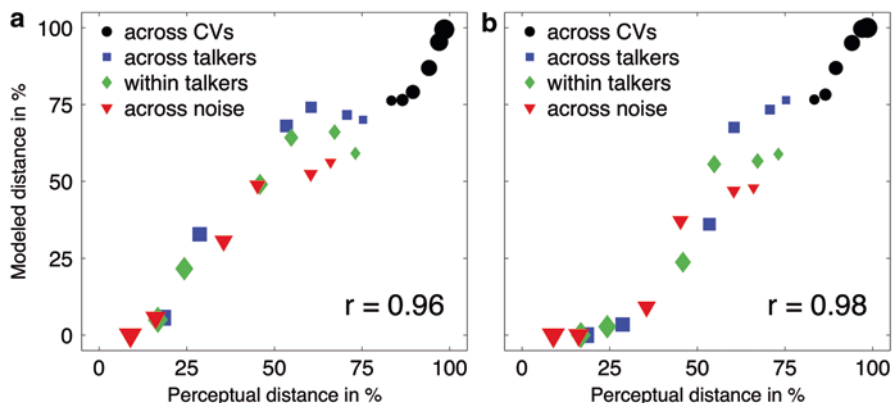 a
across CVs
across talkers
within talkers
across noise
r = 0.96
Modeled distance in %
100
75
50
25
0
0 25 50 75 100
Perceptual distance in %
b
across CVs
across talkers
within talkers
across noise
r = 0.98
0 25 50 75 100
Perceptual distance in %